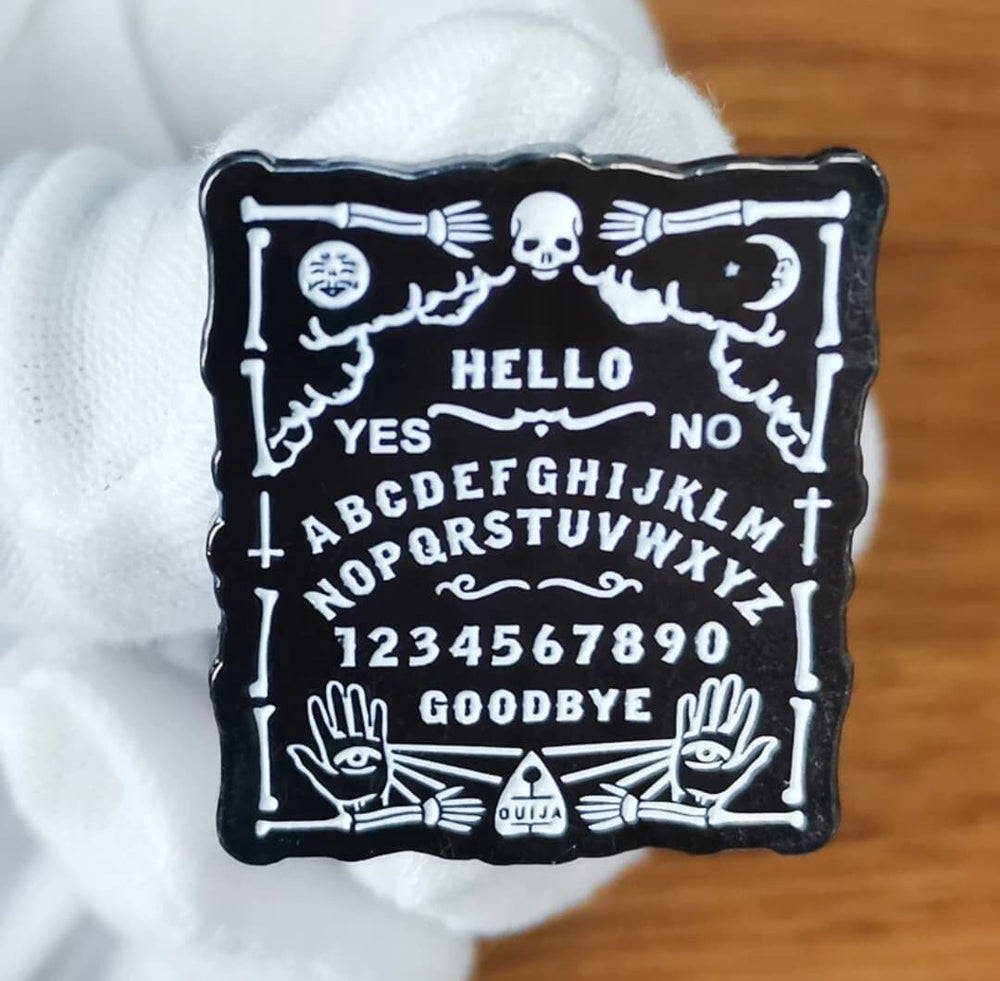 HELLO
YES NO
ABCDEFGHIJKLM
NOPQRSTUVWXYZ
1234567890
GOODBYE
OUIJA